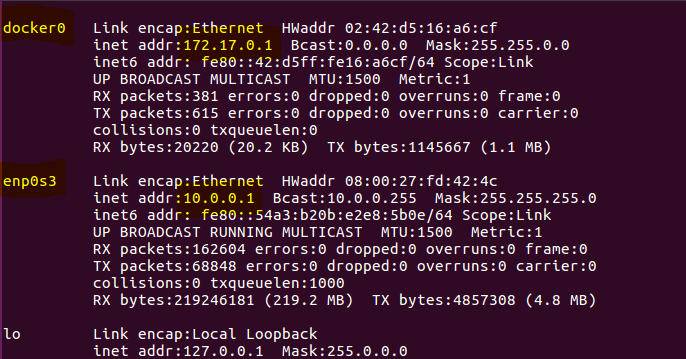 docker0 Link encap:Ethernet HWaddr 02:42:d5:16:a6:cf
inet addr:172.17.0.1 Bcast:0.0.0.0 Mask:255.255.0.0
inet6 addr: fe80::42:d5ff:fe16:a6cf/64 Scope:Link
UP BROADCAST MULTICAST MTU:1500 Metric:1
RX packets:381 errors:0 dropped:0 overruns:0 frame:0
TX packets:615 errors:0 dropped:0 overruns:0 carrier:0
collisions:0 txqueuelen:0
RX bytes:20220 (20.2 KB) TX bytes:1145667 (1.1 MB)
enp0s3 Link encap:Ethernet HWaddr 08:00:27:fd:42:4c
inet addr:10.0.0.1 Bcast:10.0.0.255 Mask:255.255.255.0
inet6 addr: fe80::54a3:b20b:e2e8:5b0e/64 Scope:Link
UP BROADCAST RUNNING MULTICAST MTU:1500 Metric:1
RX packets:162604 errors:0 dropped:0 overruns:0 frame:0
TX packets:68848 errors:0 dropped:0 overruns:0 carrier:0
collisions:0 txqueuelen:1000
RX bytes:219246181 (219.2 MB) TX bytes:4857308 (4.8 MB)
lo Link encap:Local Loopback
inet addr:127.0.0.1 Mask:255.0.0.0